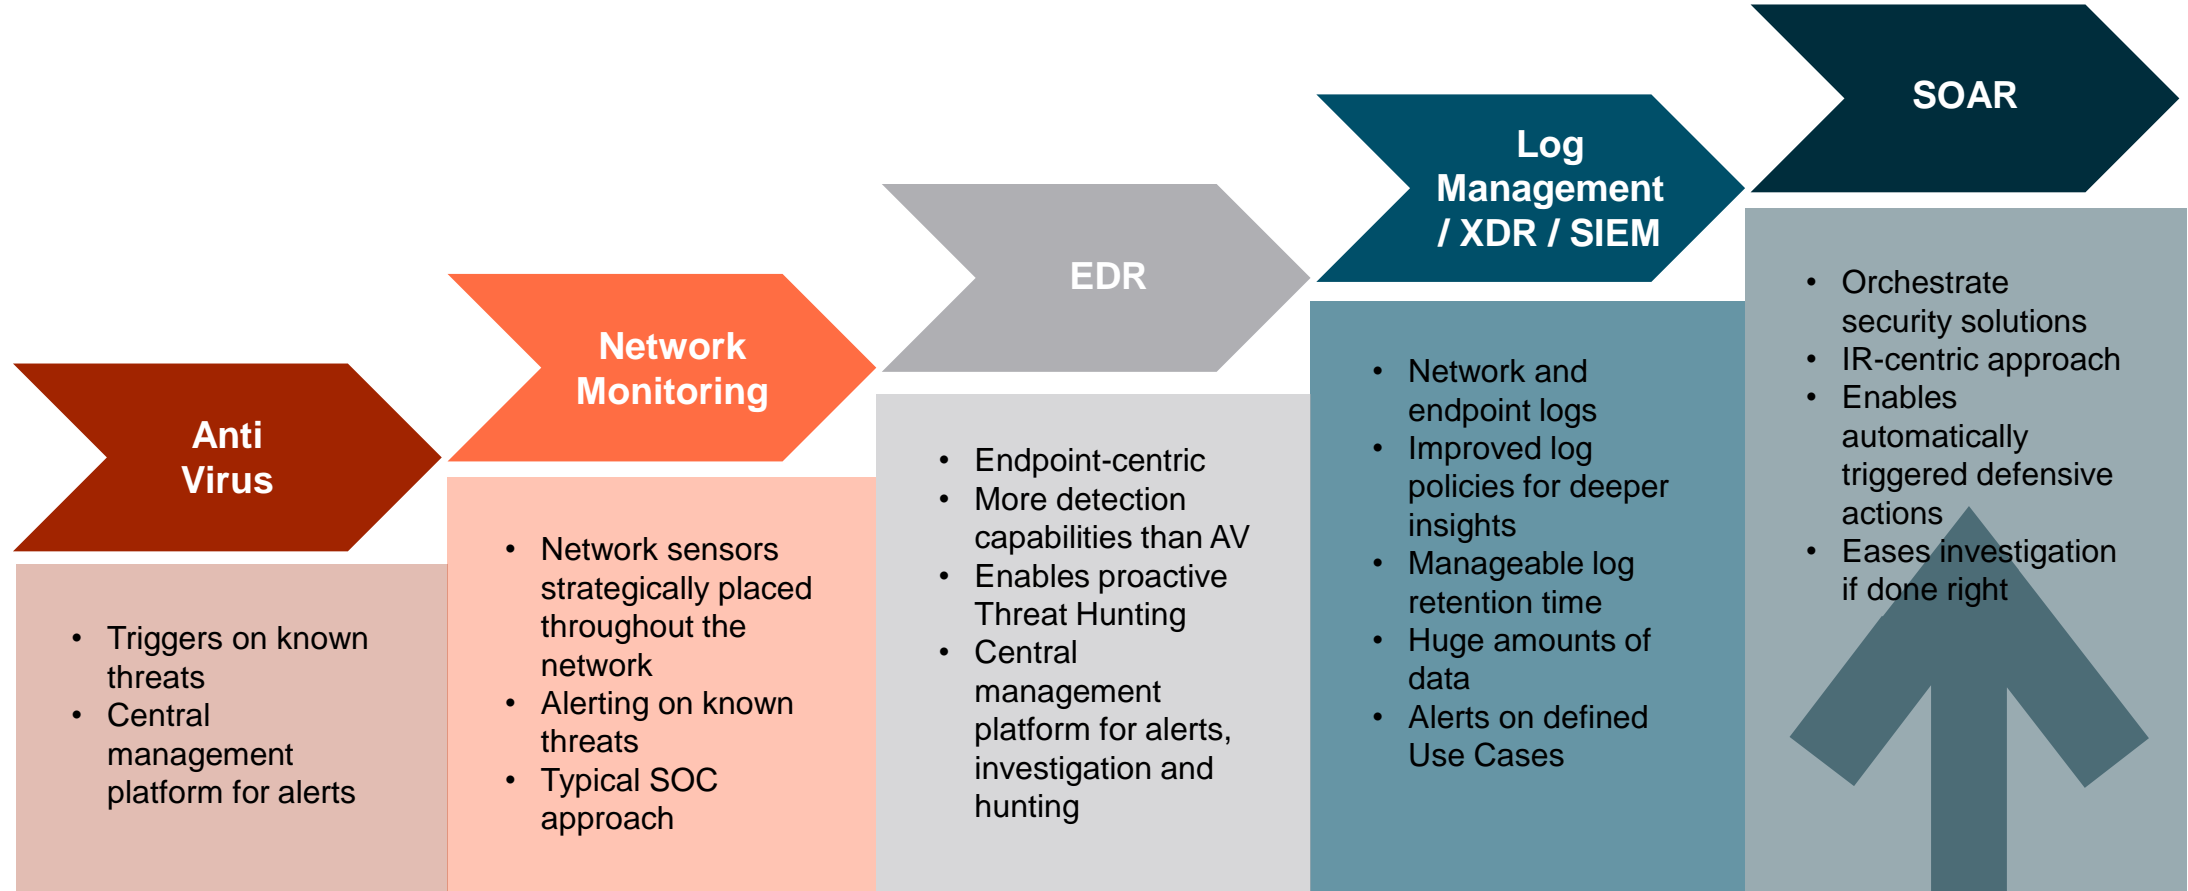 Anti
Virus
• Triggers on known
threats
• Central
management
platform for alerts
Network
Monitoring
• Network sensors
strategically placed
throughout the
network
• Alerting on known
threats
• Typical SOC
approach
EDR
• Endpoint-centric
• More detection
capabilities than AV
• Enables proactive
Threat Hunting
• Central
management
platform for alerts,
investigation and
hunting
Log
Management
/ XDR / SIEM
• Network and
endpoint logs
• Improved log
policies for deeper
insights
• Manageable log
retention time
• Huge amounts of
data
• Alerts on defined
Use Cases
SOAR
• Orchestrate
security solutions
• IR-centric approach
• Enables
automatically
triggered defensive
actions
• Eases investigation
if done right